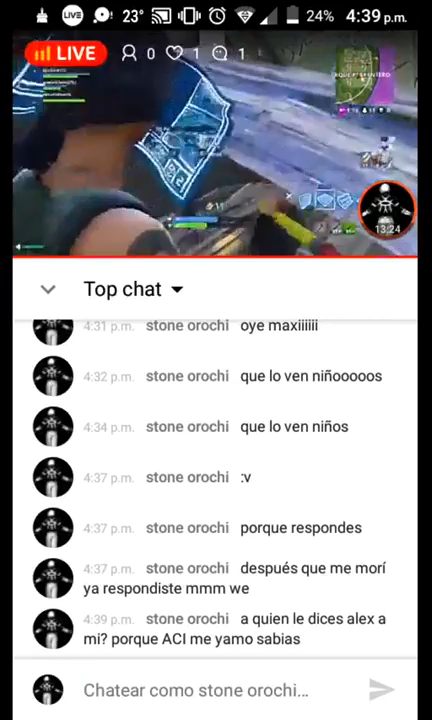 LIVE 23° 24% 4:39 p.m.
LIVE 0 1 1
13:24
Top chat
4:31 p.m. stone orochi oye maxiiiiii
4:32 p.m. stone orochi que lo ven niñooooos
4:34 p.m. stone orochi que lo ven niños
4:37 p.m. stone orochi :v
4:37 p.m. stone orochi porque respondes
4:37 p.m. stone orochi después que me morí
ya respondiste mmm we
4:39 p.m. stone orochi a quien le dices alex a
mi? porque ACI me yamo sabias
Chatear como stone orochi...